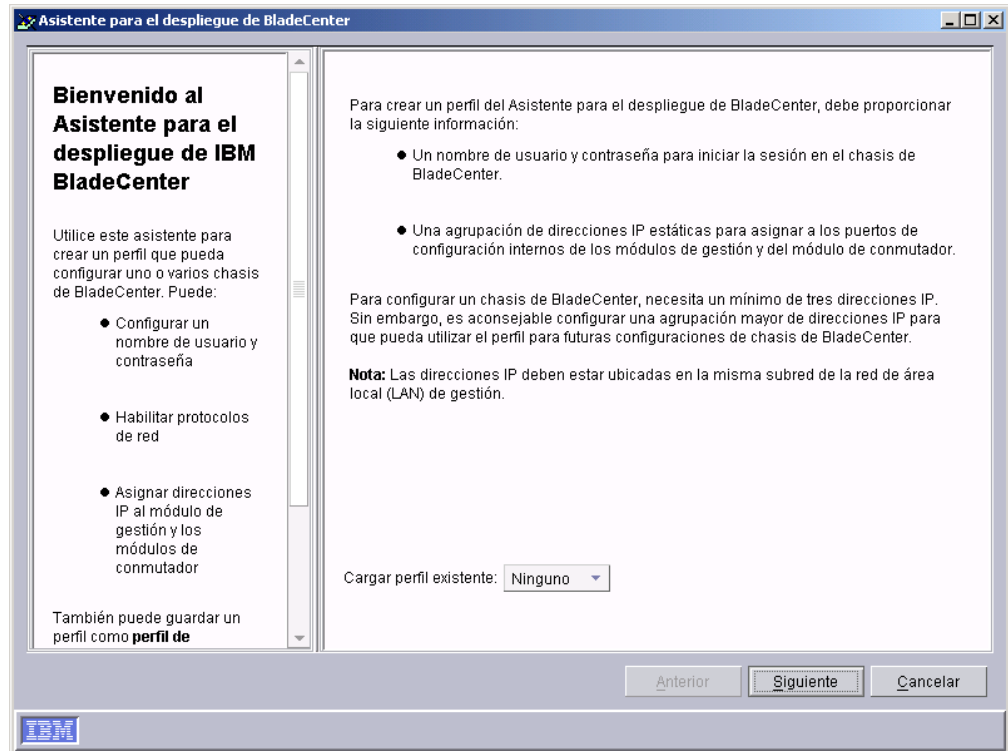 Asistente para el despliegue de BladeCenter
Bienvenido al
Asistente para el
despliegue de IBM
BladeCenter
Utilice este asistente para
crear un perfil que pueda
configurar uno o varios chasis
de BladeCenter. Puede:
● Configurar un
nombre de usuario y
contraseña
● Habilitar protocolos
de red
● Asignar direcciones
IP al módulo de
gestión y los
módulos de
conmutador
También puede guardar un
perfil como perfil de
Para crear un perfil del Asistente para el despliegue de BladeCenter, debe proporcionar
la siguiente información:
● Un nombre de usuario y contraseña para iniciar la sesión en el chasis de
BladeCenter.
● Una agrupación de direcciones IP estáticas para asignar a los puertos de
configuración internos de los módulos de gestión y del módulo de conmutador.
Para configurar un chasis de BladeCenter, necesita un mínimo de tres direcciones IP.
Sin embargo, es aconsejable configurar una agrupación mayor de direcciones IP para
que pueda utilizar el perfil para futuras configuraciones de chasis de BladeCenter.
Nota: Las direcciones IP deben estar ubicadas en la misma subred de la red de área
local (LAN) de gestión.
Cargar perfil existente: Ninguno
Anterior Siguiente Cancelar
IBM